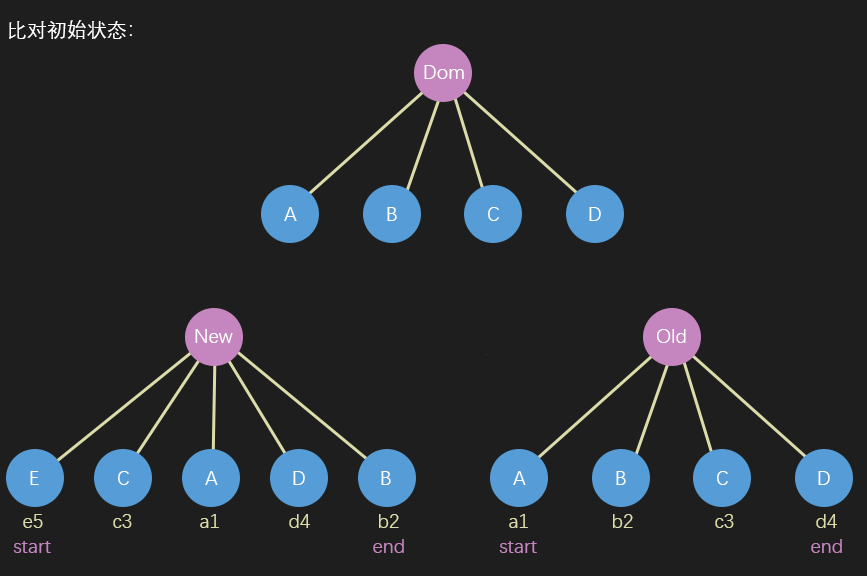 比对初始状态：
Dom
A B C D
New Old
E C A D B A B C D
e5 c3 a1 d4 b2 a1 b2 c3 d4
start end start end